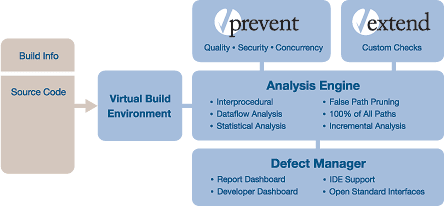 prevent
extend
Quality • Security • Concurrency
Custom Checks
Build Info
Source Code
Virtual Build
Environment
Analysis Engine
• Interprocedural
• Dataflow Analysis
• Statistical Analysis
• False Path Pruning
• 100% of All Paths
• Incremental Analysis
Defect Manager
• Report Dashboard
• Developer Dashboard
• IDE Support
• Open Standard Interfaces